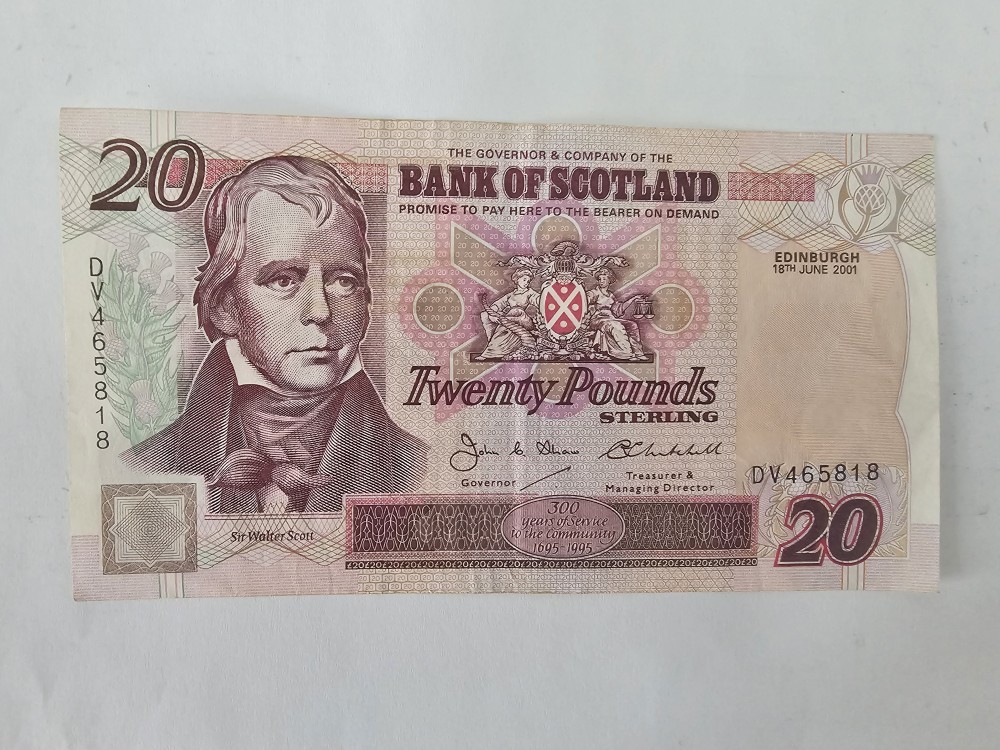 20
THE GOVERNOR & COMPANY OF THE
BANK OF SCOTLAND
PROMISE TO PAY HERE TO THE BEARER ON DEMAND
EDINBURGH
18TH JUNE 2001
DV465818
Twenty Pounds
STERLING
John C Shaw
Governor
Treasurer &
Managing Director
DV465818
20
Sir Walter Scott
300
years of Service
to the Community
1695-1995